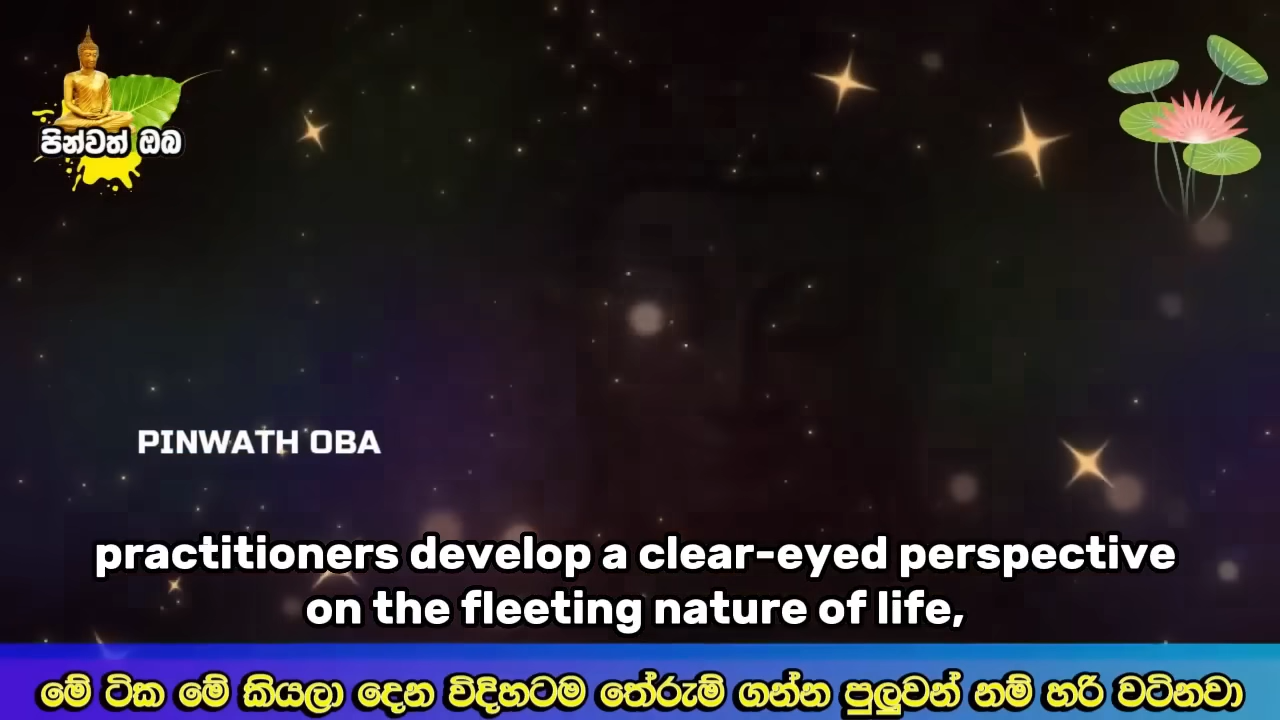 පින්වත් ඔබ
PINWATH OBA
practitioners develop a clear-eyed perspective
on the fleeting nature of life,
මේ ටික මේ කියලා දෙන විදිහටම තේරුම් ගන්න පුලුවන් නම් හරි වටිනවා